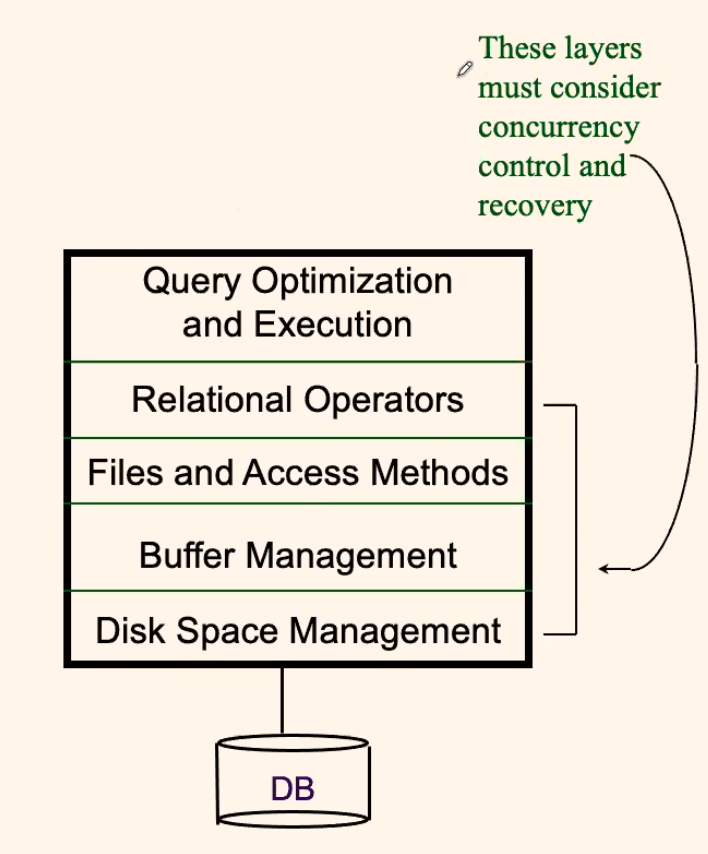 These layers
must consider
concurrency
control and
recovery
Query Optimization
and Execution
Relational Operators
Files and Access Methods
Buffer Management
Disk Space Management
DB